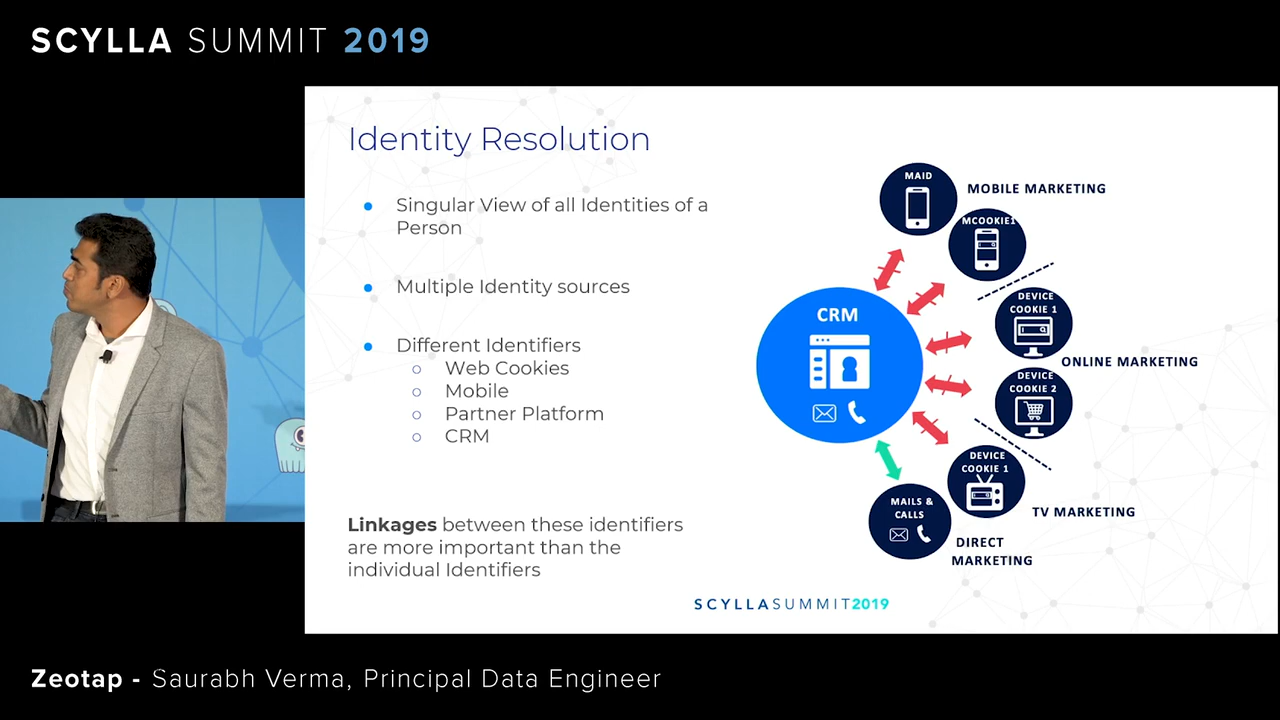 SCYLLA SUMMIT 2019
Identity Resolution
Singular View of all Identities of a
Person
Multiple Identity sources
Different Identifiers
Web Cookies
Mobile
Partner Platform
CRM
Linkages between these identifiers
are more important than the
individual Identifiers
MAID
MOBILE MARKETING
MCOOKIE1
CRM
DEVICE
COOKIE 1
ONLINE MARKETING
DEVICE
COOKIE 2
DEVICE
COOKIE 1
TV MARKETING
MAILS &
CALLS
DIRECT
MARKETING
SCYLLASUMMIT2019
Zeotap - Saurabh Verma, Principal Data Engineer